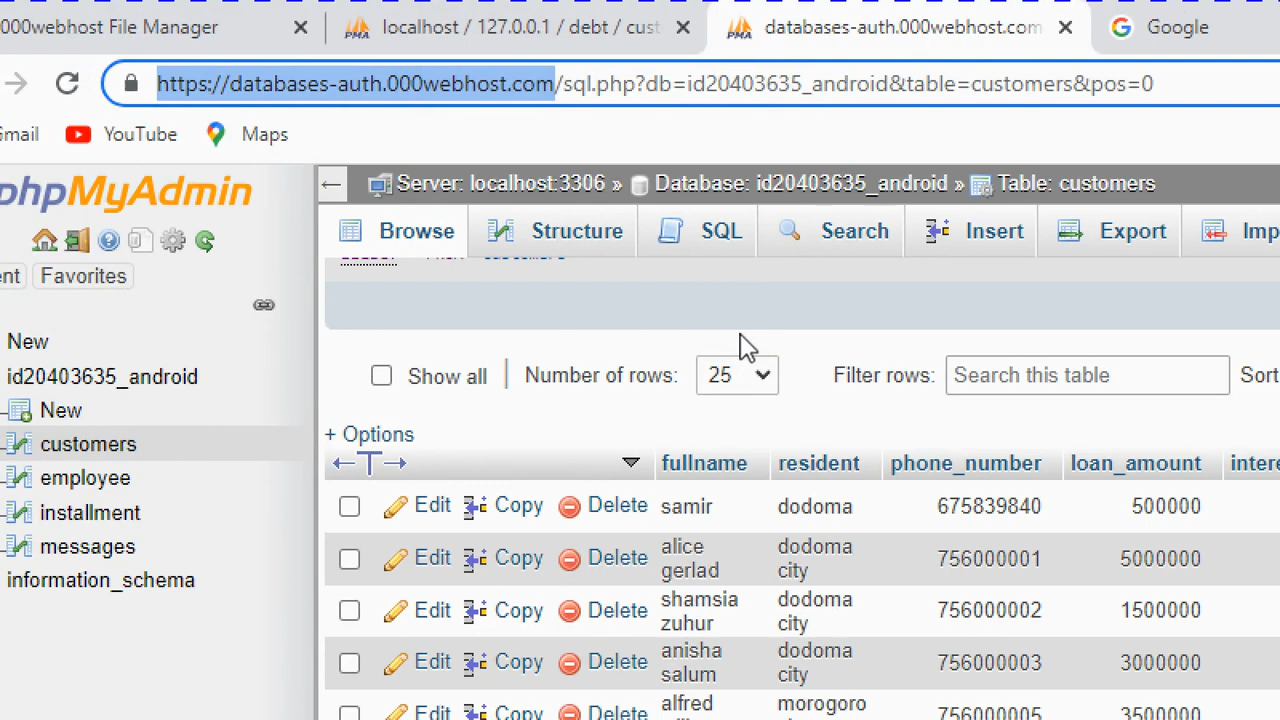 000webhost File Manager
localhost / 127.0.0.1 / debt / cust
databases-auth.000webhost.com
Google
https://databases-auth.000webhost.com/sql.php?db=id20403635_android&table=customers&pos=0
Gmail
YouTube
Maps
phpMyAdmin
Server: localhost:3306 » Database: id20403635_android » Table: customers
Browse
Structure
SQL
Search
Insert
Export
Imp
nt
Favorites
New
id20403635_android
New
customers
employee
installment
messages
information_schema
Show all
Number of rows: 25
Filter rows: Search this table
Sort
+ Options
fullname resident phone_number loan_amount intere
Edit Copy Delete samir dodoma 675839840 500000
Edit Copy Delete alice gerlad dodoma city 756000001 5000000
Edit Copy Delete shamsia zuhur dodoma city 756000002 1500000
Edit Copy Delete anisha salum dodoma city 756000003 3000000
Edit Copy Delete alfred morogoro 756000005 3500000